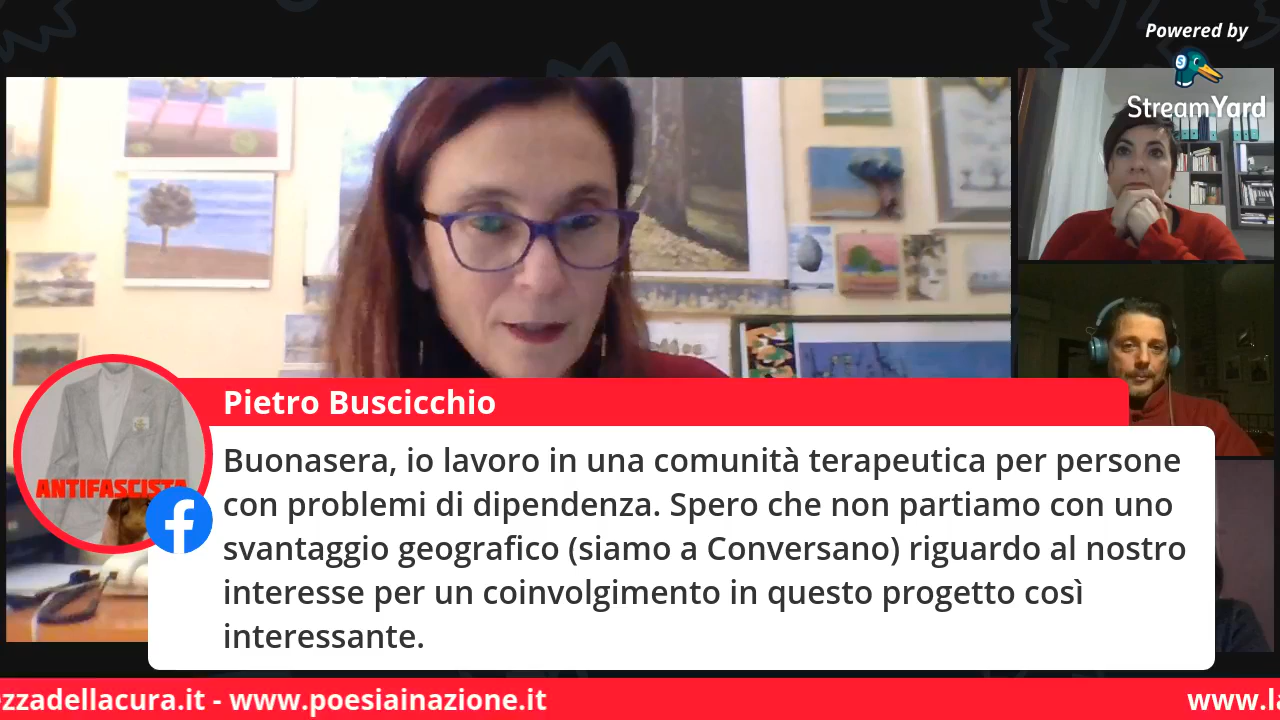 Powered by
StreamYard
Pietro Buscicchio
ANTIFASCISTA
Buonasera, io lavoro in una comunità terapeutica per persone
con problemi di dipendenza. Spero che non partiamo con uno
svantaggio geografico (siamo a Conversano) riguardo al nostro
interesse per un coinvolgimento in questo progetto così
interessante.
ezzadellacura.it - www.poesiainazione.it
www.la